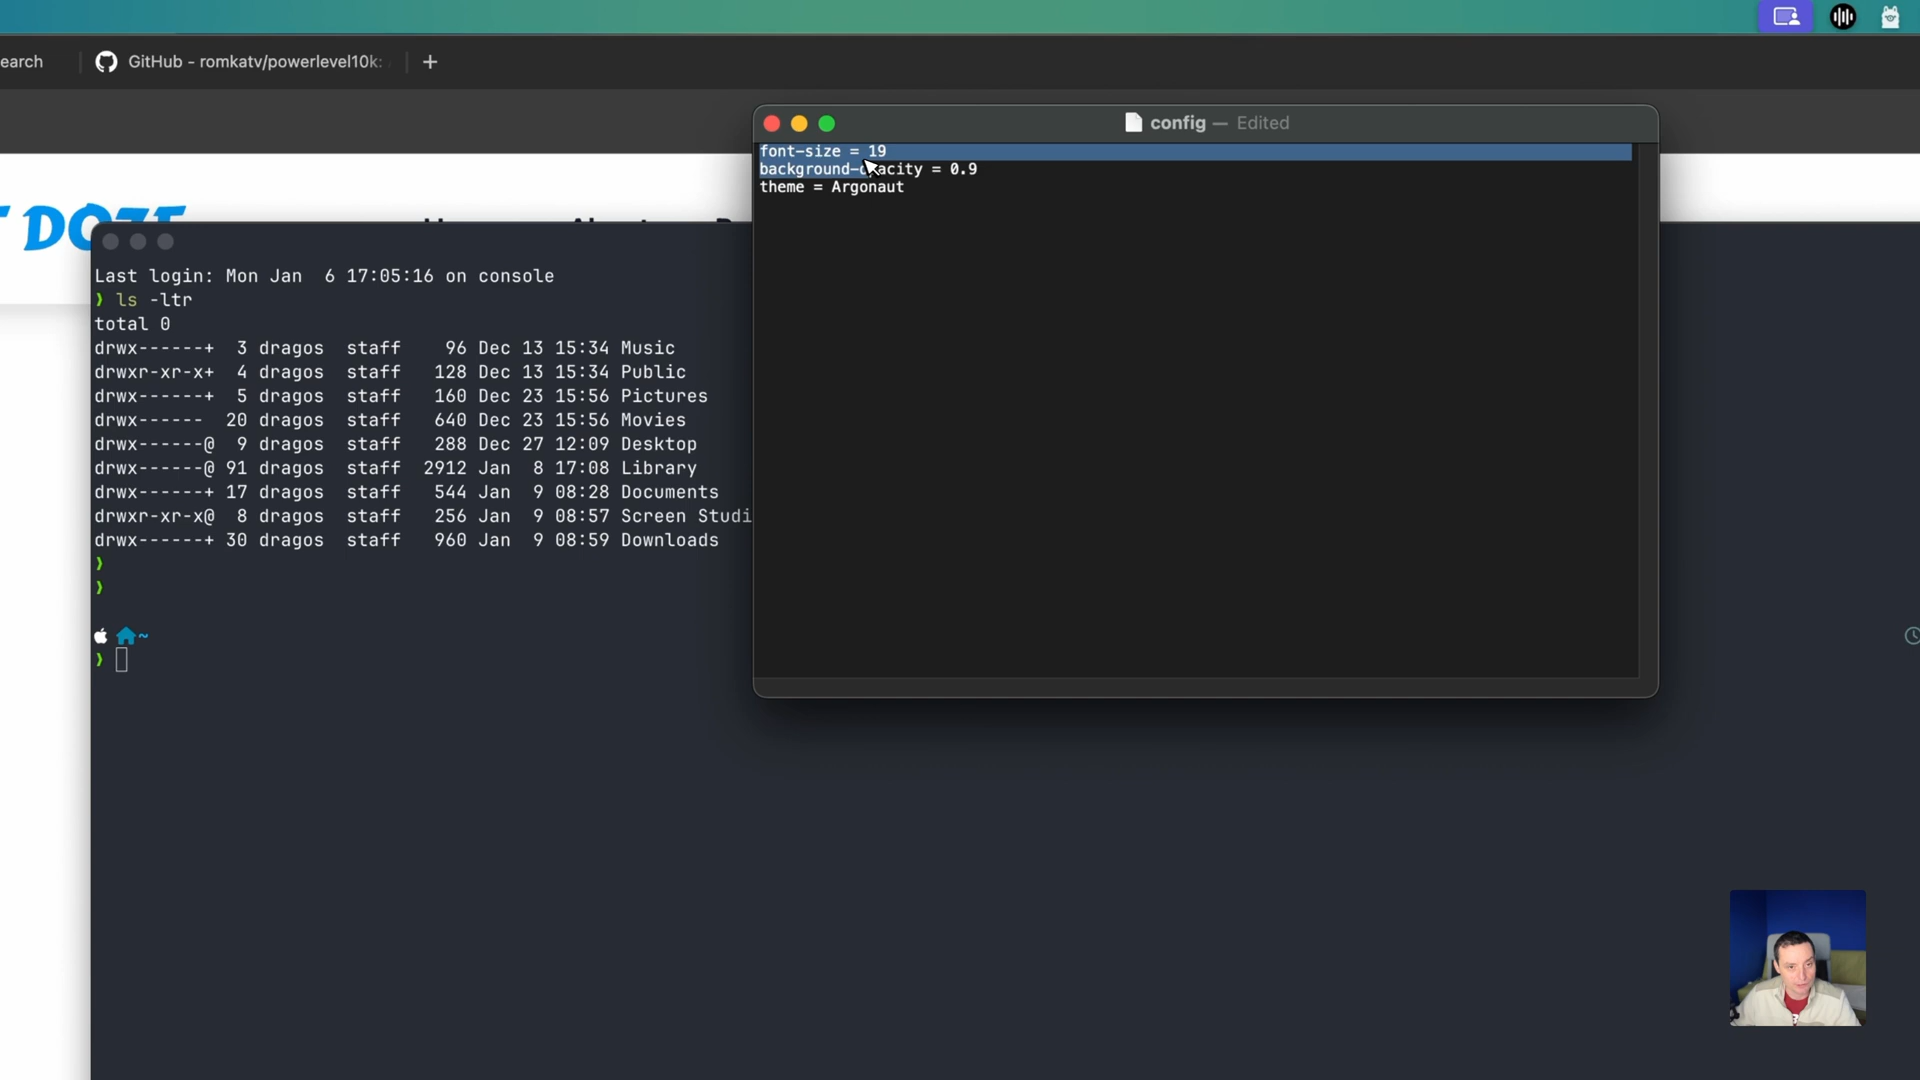 earch
GitHub - romkatv/powerlevel10k:
config — Edited
font-size = 19
background-opacity = 0.9
theme = Argonaut
Last login: Mon Jan  6 17:05:16 on console
❯ ls -ltr
total 0
drwx------+  3 dragos  staff    96 Dec 13 15:34 Music
drwxr-xr-x+  4 dragos  staff   128 Dec 13 15:34 Public
drwx------+  5 dragos  staff   160 Dec 23 15:56 Pictures
drwx------  20 dragos  staff   640 Dec 23 15:56 Movies
drwx------@  9 dragos  staff   288 Dec 27 12:09 Desktop
drwx------@ 91 dragos  staff  2912 Jan  8 17:08 Library
drwx------+ 17 dragos  staff   544 Jan  9 08:28 Documents
drwxr-xr-x@  8 dragos  staff   256 Jan  9 08:57 Screen Studi
drwx------+ 30 dragos  staff   960 Jan  9 08:59 Downloads
❯
❯
~
❯